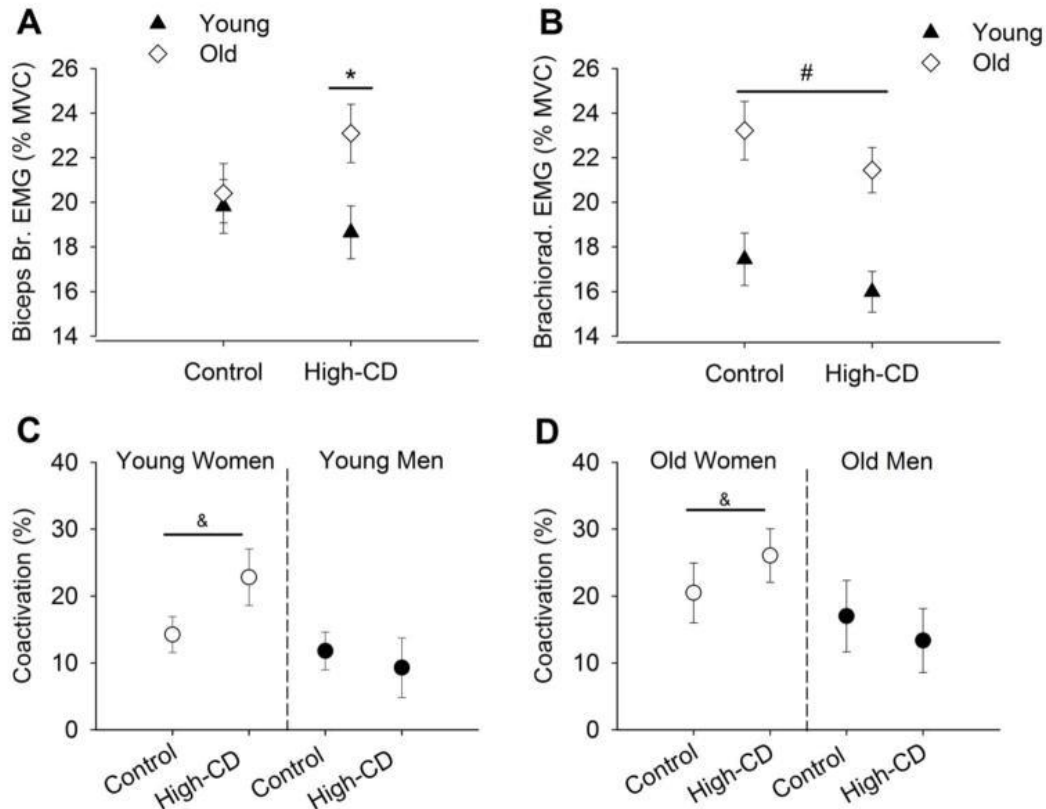 A
▲ Young
◇ Old
Biceps Br. EMG (% MVC)
26
24
22
20
18
16
14
*
Control High-CD
B
▲ Young
◇ Old
Brachiorad. EMG (% MVC)
26
24
22
20
18
16
14
#
Control High-CD
C
Young Women Young Men
Coactivation (%)
40
30
20
10
0
&
Control High-CD Control High-CD
D
Old Women Old Men
Coactivation (%)
40
30
20
10
0
&
Control High-CD Control High-CD